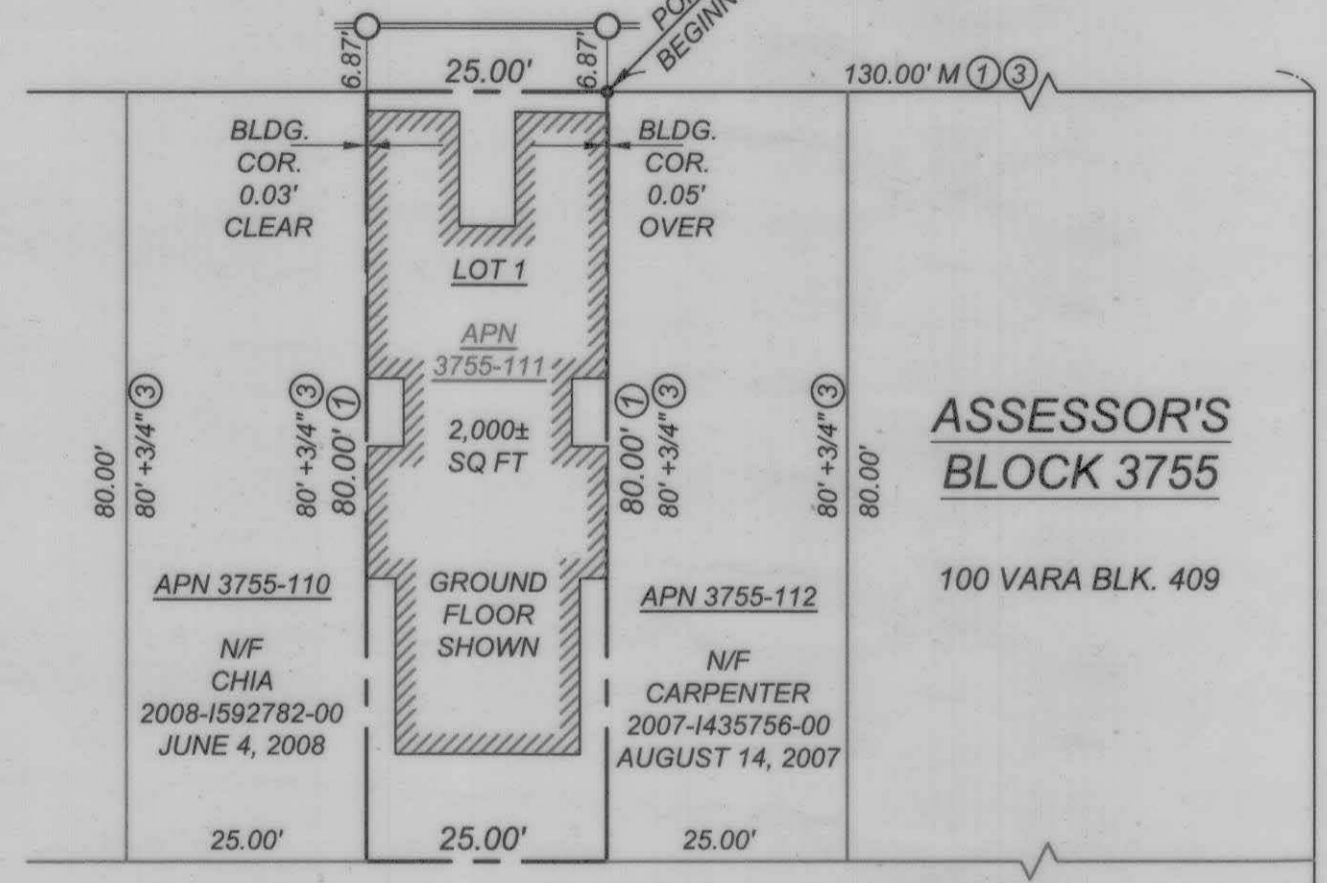 BEGINN
6.87'
25.00'
6.87'
130.00' M ① ③
BLDG.
COR.
0.03'
CLEAR
BLDG.
COR.
0.05'
OVER
LOT 1
APN
3755-111
2,000±
SQ FT
80.00'
80' +3/4" ③
80' +3/4" ③
80.00' ①
80.00' ①
80' +3/4" ③
80' +3/4" ③
80.00'
ASSESSOR'S
BLOCK 3755
100 VARA BLK. 409
APN 3755-110
N/F
CHIA
2008-I592782-00
JUNE 4, 2008
GROUND
FLOOR
SHOWN
APN 3755-112
N/F
CARPENTER
2007-I435756-00
AUGUST 14, 2007
25.00'
25.00'
25.00'